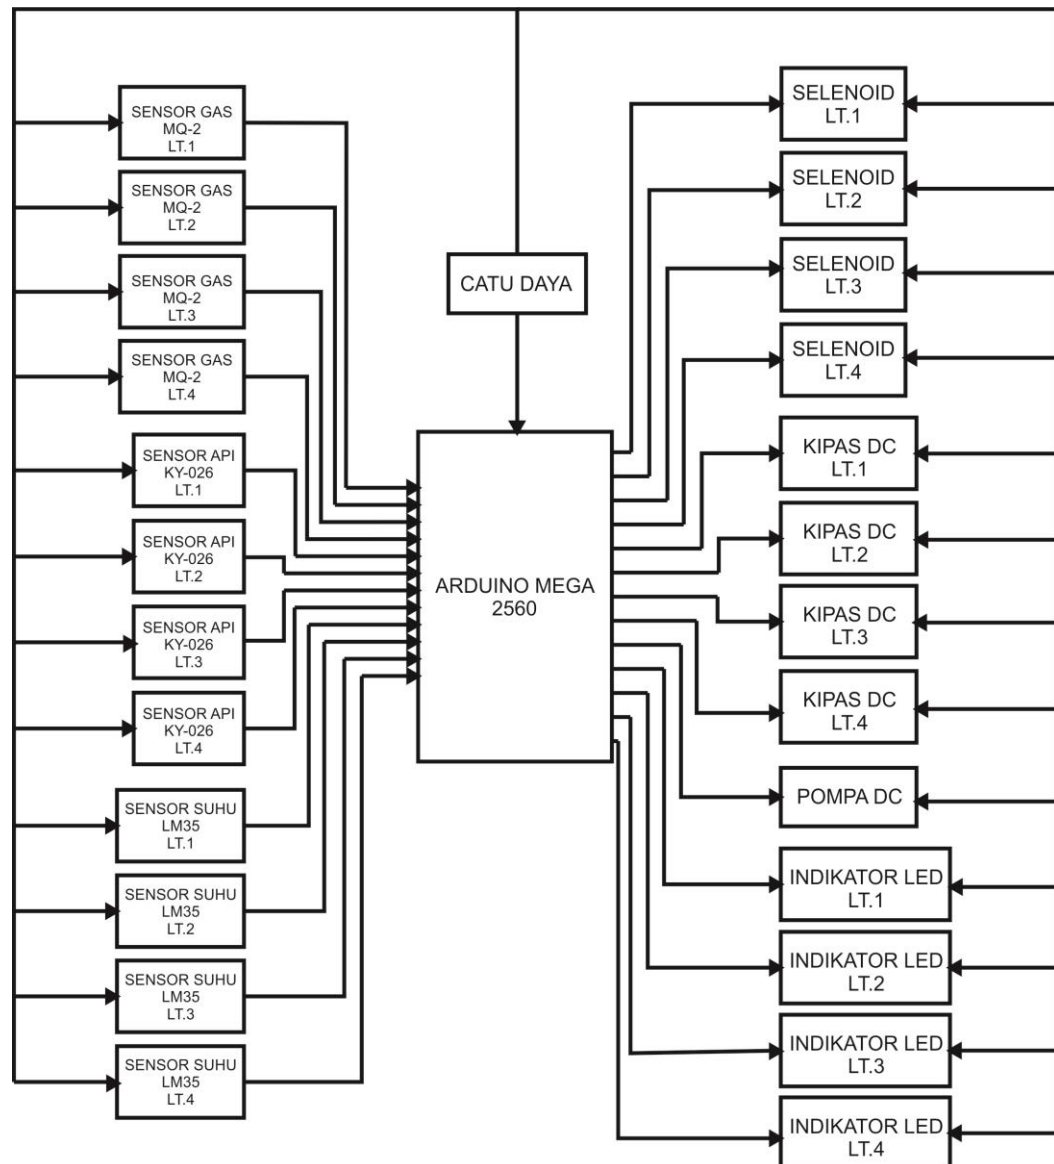 SENSOR GAS
MQ-2
LT.1
SENSOR GAS
MQ-2
LT.2
SENSOR GAS
MQ-2
LT.3
SENSOR GAS
MQ-2
LT.4
SENSOR API
KY-026
LT.1
SENSOR API
KY-026
LT.2
SENSOR API
KY-026
LT.3
SENSOR API
KY-026
LT.4
SENSOR SUHU
LM35
LT.1
SENSOR SUHU
LM35
LT.2
SENSOR SUHU
LM35
LT.3
SENSOR SUHU
LM35
LT.4
CATU DAYA
ARDUINO MEGA
2560
SELENOID
LT.1
SELENOID
LT.2
SELENOID
LT.3
SELENOID
LT.4
KIPAS DC
LT.1
KIPAS DC
LT.2
KIPAS DC
LT.3
KIPAS DC
LT.4
POMPA DC
INDIKATOR LED
LT.1
INDIKATOR LED
LT.2
INDIKATOR LED
LT.3
INDIKATOR LED
LT.4